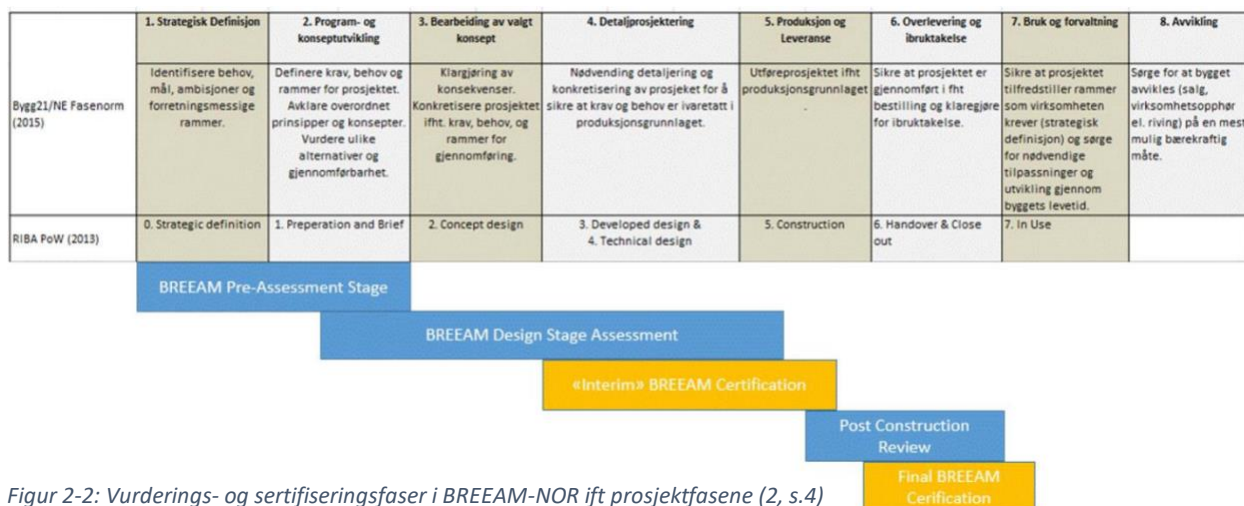 1. Strategisk Definisjon
2. Program- og
konseptutvikling
3. Bearbeiding av valgt
konsept
4. Detaljprosjektering
5. Produksjon og
Leveranse
6. Overlevering og
ibruktakelse
7. Bruk og forvaltning
8. Avvikling
Bygg21/NE Fasenorm
(2015)
Identifisere behov,
mål, ambisjoner og
forretningsmessige
rammer.
Definere krav, behov og
rammer for prosjektet.
Avklare overordnet
prinsipper og konsepter.
Vurdere ulike
alternativer og
gjennomførbarhet.
Klargjøring av
konsekvenser.
Konkretisere prosjektet
ifht. krav, behov, og
rammer for
gjennomføring.
Nødvending detaljering og
konkretisering av prosjeket for å
sikre at krav og behov er ivaretatt i
produksjonsgrunnlaget.
Utføreprosjektet ifht
produksjonsgrunnlaget
.
Sikre at prosjektet er
gjennomført i fht
bestilling og klaregjøre
for ibruktakelse.
Sikre at prosjektet
tilfredstiller rammer
som virksomheten
krever (strategisk
definisjon) og sørge
for nødvendige
tilpassninger og
utvikling gjennom
byggets levetid.
Sørge for at bygget
avvikles (salg,
virksomhetsopphør
el. riving) på en mest
mulig bærekraftig
måte.
RIBA PoW (2013)
0. Strategic definition
1. Preperation and Brief
2. Concept design
3. Developed design &
4. Technical design
5. Construction
6. Handover & Close
out
7. In Use
BREEAM Pre-Assessment Stage
BREEAM Design Stage Assessment
«Interim» BREEAM Certification
Post Construction
Review
Final BREEAM
Cerification
Figur 2-2: Vurderings- og sertifiseringsfaser i BREEAM-NOR ift prosjektfasene (2, s.4)